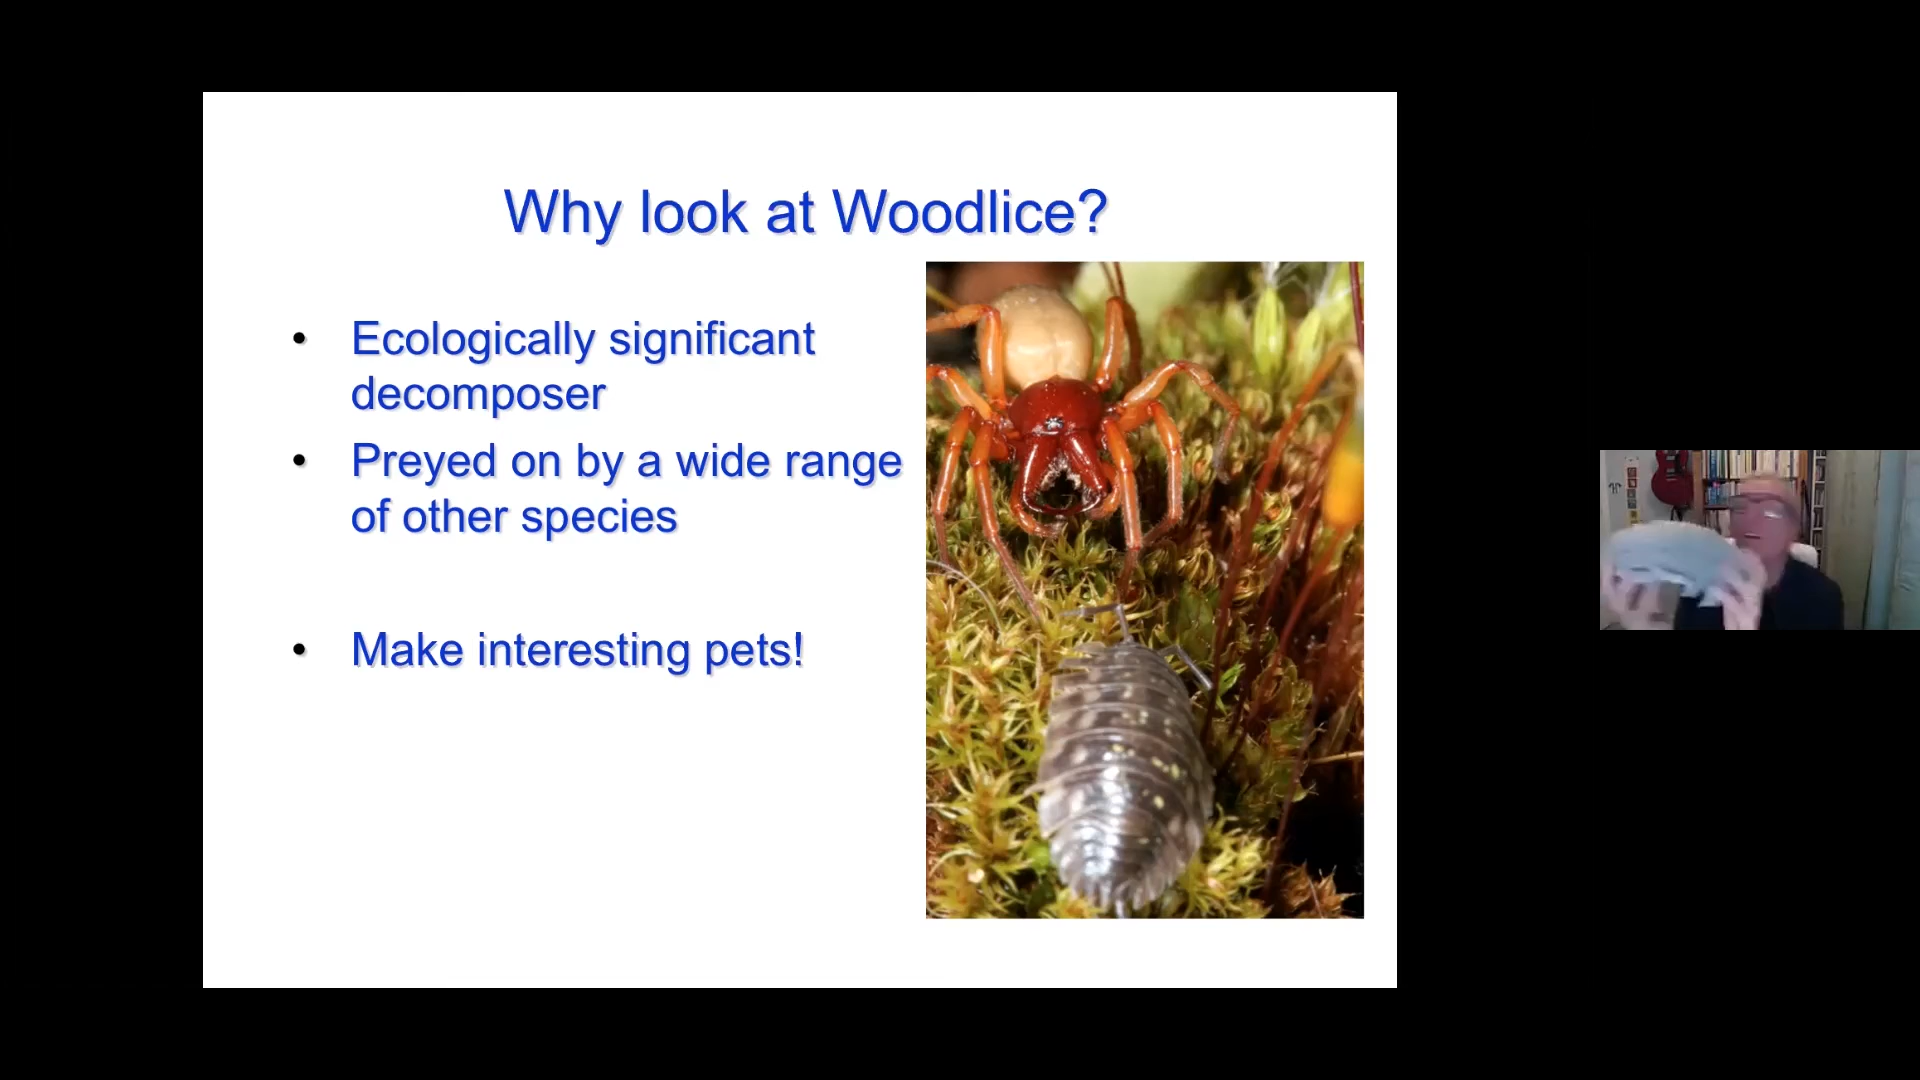 Why look at Woodlice?
• Ecologically significant
decomposer
• Preyed on by a wide range
of other species
• Make interesting pets!